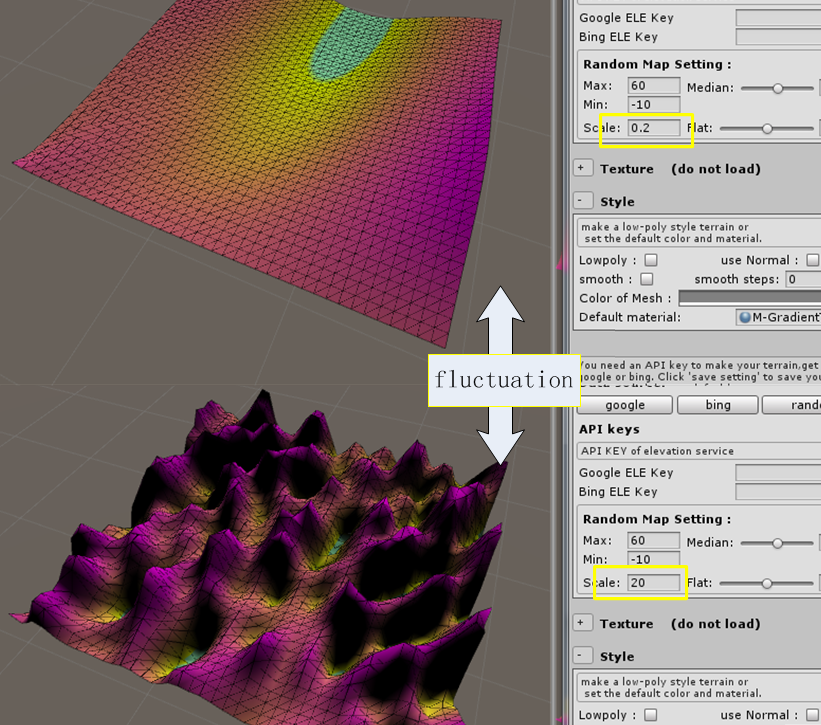 Google ELE Key
Bing ELE Key
Random Map Setting :
Max: 60 Median:
Min: -10
Scale: 0.2 Flat:
+ Texture (do not load)
- Style
make a low-poly style terrain or
set the default color and material.
Lowpoly : use Normal :
smooth : smooth steps: 0
Color of Mesh :
Default material: M-Gradient
fluctuation
You need an API key to make your terrain,get
google or bing. Click 'save setting' to save you
google bing rand
API keys
API KEY of elevation service
Google ELE Key
Bing ELE Key
Random Map Setting :
Max: 60 Median:
Min: -10
Scale: 20 Flat:
+ Texture (do not load)
- Style
make a low-poly style terrain or
set the default color and material.
Lowpoly : use Normal :